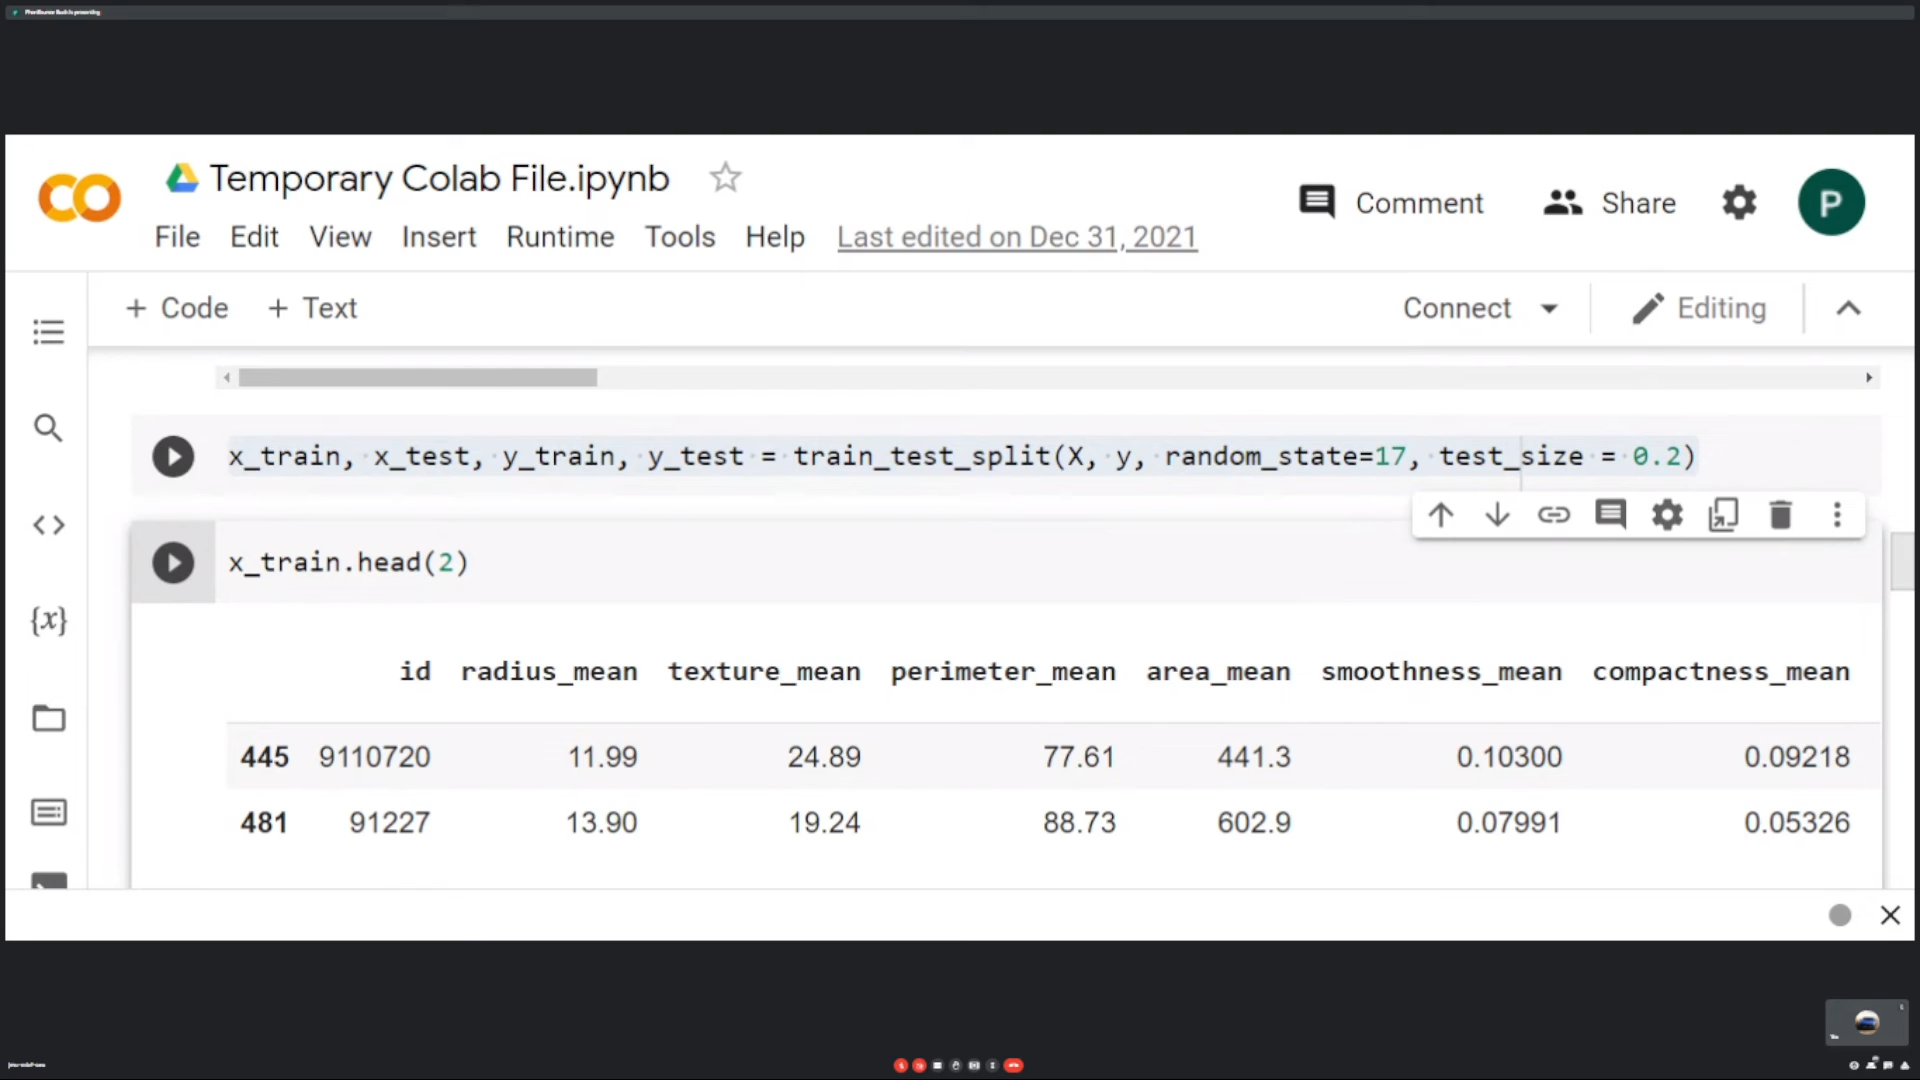 Temporary Colab File.ipynb
Comment Share P
File Edit View Insert Runtime Tools Help Last edited on Dec 31, 2021
+ Code + Text Connect Editing
x_train, x_test, y_train, y_test = train_test_split(X, y, random_state=17, test_size = 0.2)
x_train.head(2)
id radius_mean texture_mean perimeter_mean area_mean smoothness_mean compactness_mean
445 9110720 11.99 24.89 77.61 441.3 0.10300 0.09218
481 91227 13.90 19.24 88.73 602.9 0.07991 0.05326
{x}